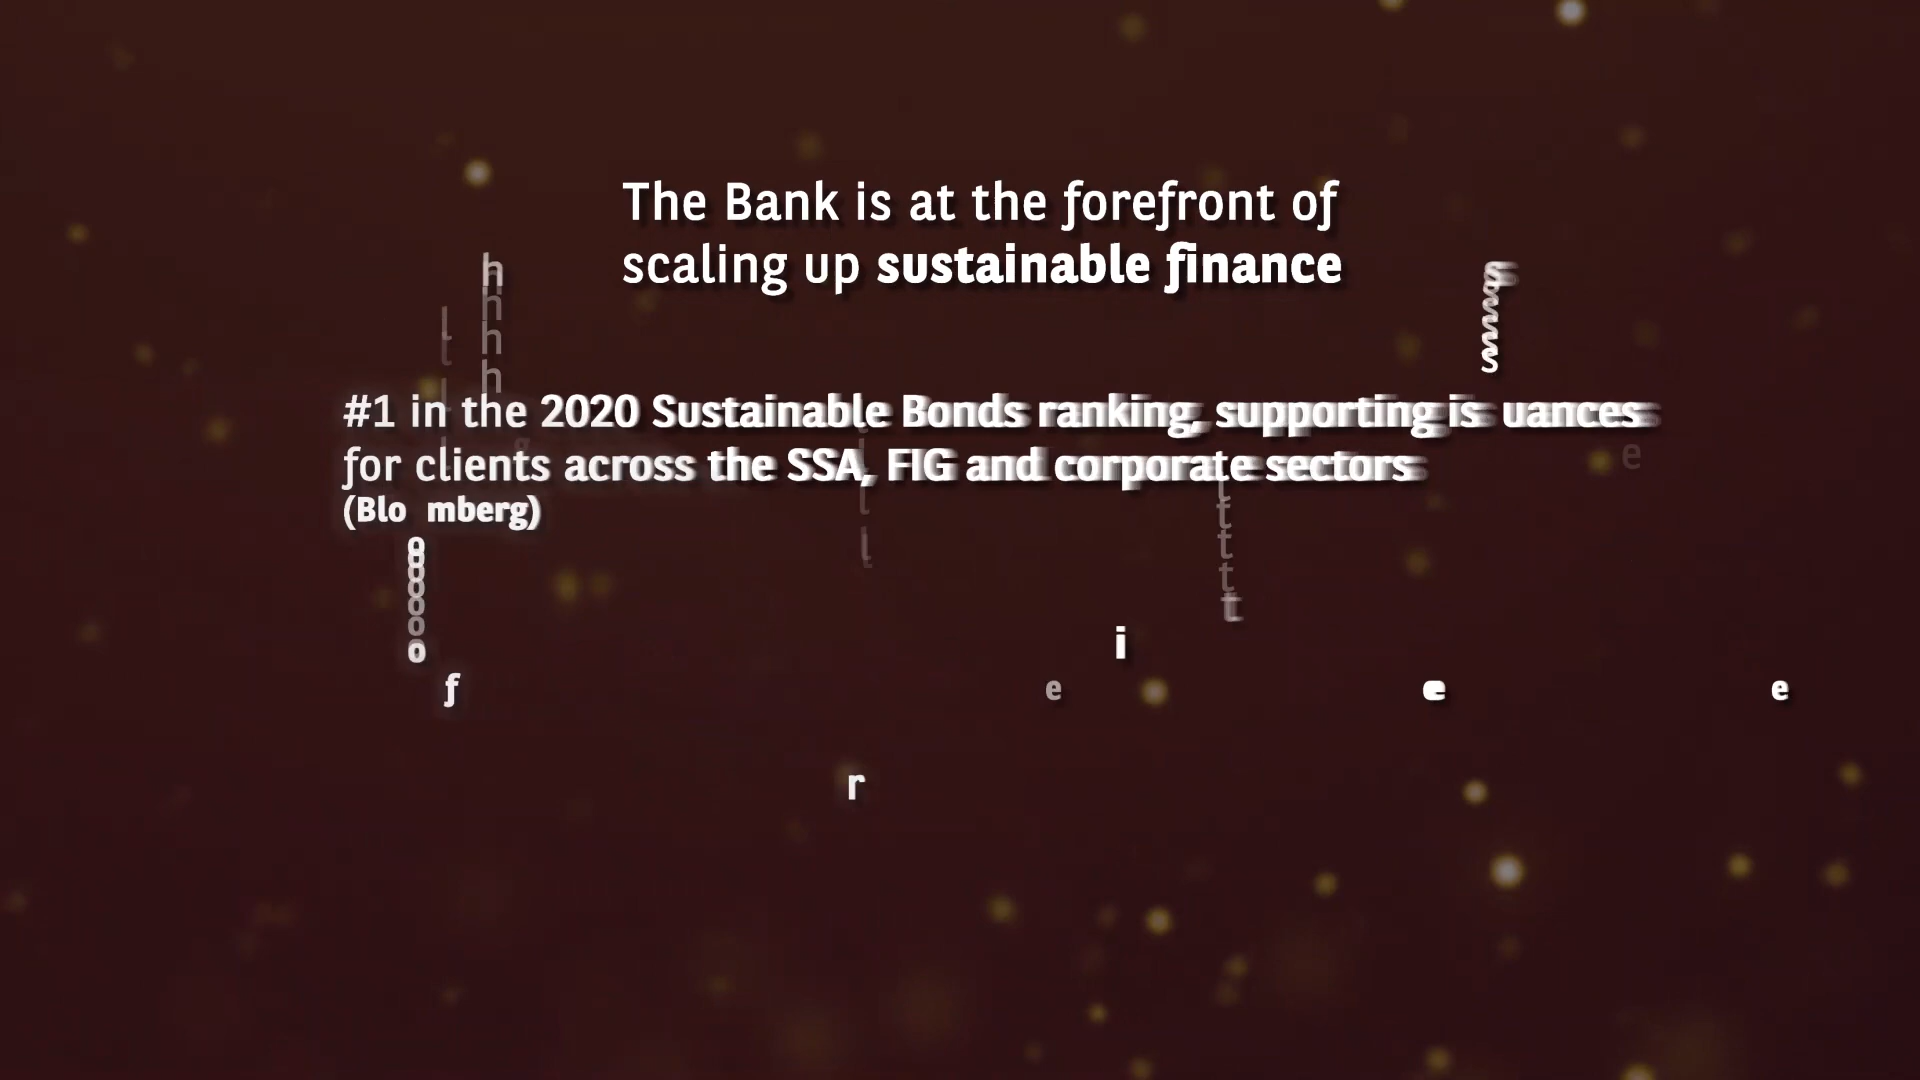 The Bank is at the forefront of
scaling up sustainable finance
#1 in the 2020 Sustainable Bonds ranking, supporting is uances
for clients across the SSA, FIG and corporate sectors
(Blo mberg)